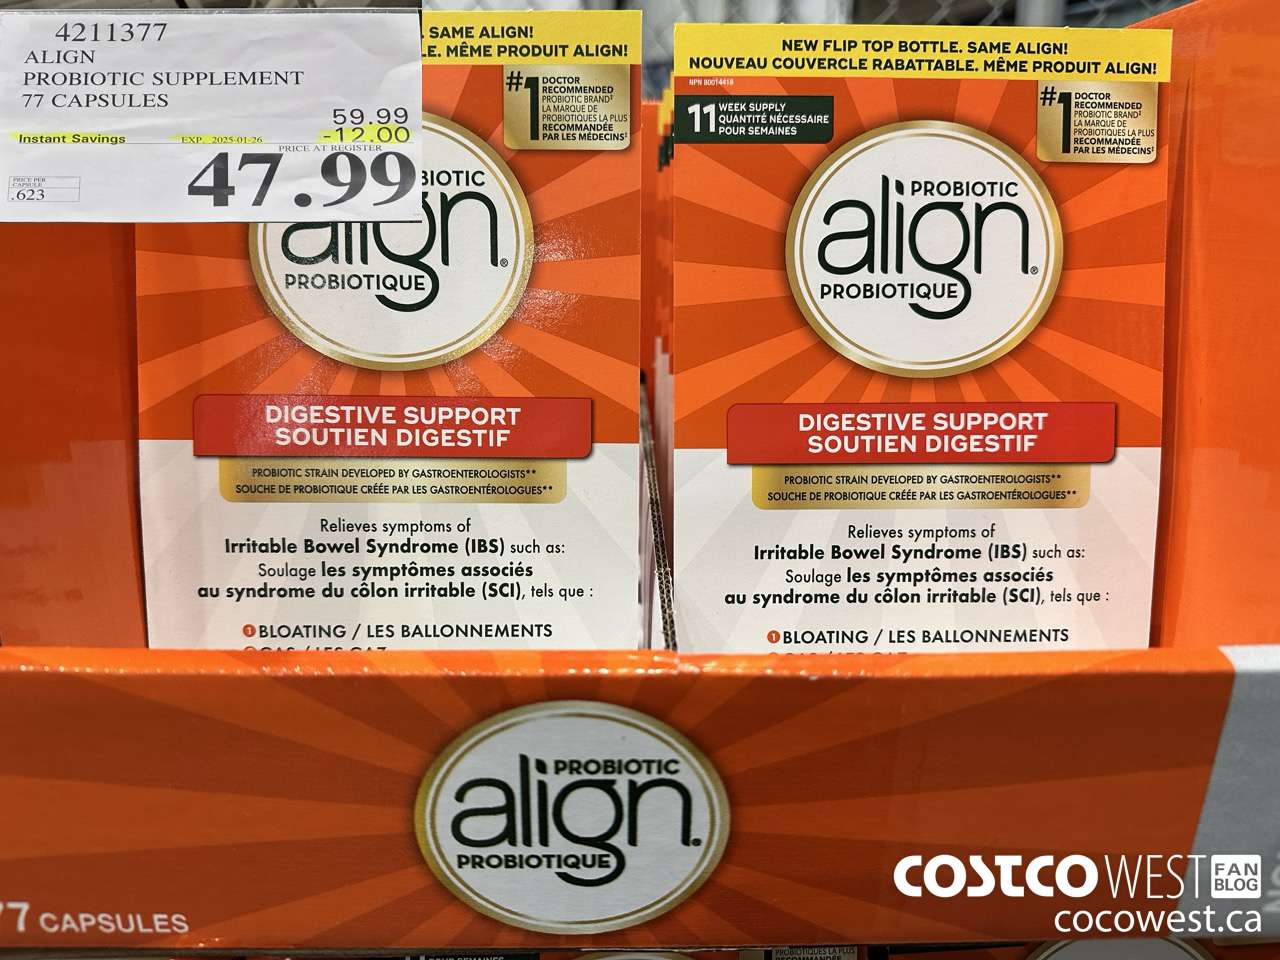 4211377
ALIGN
PROBIOTIC SUPPLEMENT
77 CAPSULES
59.99
Instant Savings EXP. 2025-01-26 -12.00
PRICE AT REGISTER
47.99
PRICE PER
CAPSULE
.623
. SAME ALIGN!
LE. MÊME PRODUIT ALIGN!
#1 DOCTOR
RECOMMENDED
PROBIOTIC BRAND‡
LA MARQUE DE
PROBIOTIQUES LA PLUS
RECOMMANDÉE
PAR LES MÉDECINS‡
BIOTIC
align®
PROBIOTIQUE
DIGESTIVE SUPPORT
SOUTIEN DIGESTIF
PROBIOTIC STRAIN DEVELOPED BY GASTROENTEROLOGISTS**
SOUCHE DE PROBIOTIQUE CRÉÉE PAR LES GASTROENTÉROLOGUES**
Relieves symptoms of
Irritable Bowel Syndrome (IBS) such as:
Soulage les symptômes associés
au syndrome du côlon irritable (SCI), tels que :
1 BLOATING / LES BALLONNEMENTS
GAS / LES GAZ
NEW FLIP TOP BOTTLE. SAME ALIGN!
NOUVEAU COUVERCLE RABATTABLE. MÊME PRODUIT ALIGN!
NPN 80014418
11 WEEK SUPPLY
QUANTITÉ NÉCESSAIRE
POUR SEMAINES
#1 DOCTOR
RECOMMENDED
PROBIOTIC BRAND‡
LA MARQUE DE
PROBIOTIQUES LA PLUS
RECOMMANDÉE
PAR LES MÉDECINS‡
PROBIOTIC
align®
PROBIOTIQUE
DIGESTIVE SUPPORT
SOUTIEN DIGESTIF
PROBIOTIC STRAIN DEVELOPED BY GASTROENTEROLOGISTS**
SOUCHE DE PROBIOTIQUE CRÉÉE PAR LES GASTROENTÉROLOGUES**
Relieves symptoms of
Irritable Bowel Syndrome (IBS) such as:
Soulage les symptômes associés
au syndrome du côlon irritable (SCI), tels que :
1 BLOATING / LES BALLONNEMENTS
PROBIOTIC
align®
PROBIOTIQUE
77 CAPSULES
COSTCO WEST FAN BLOG
cocowest.ca